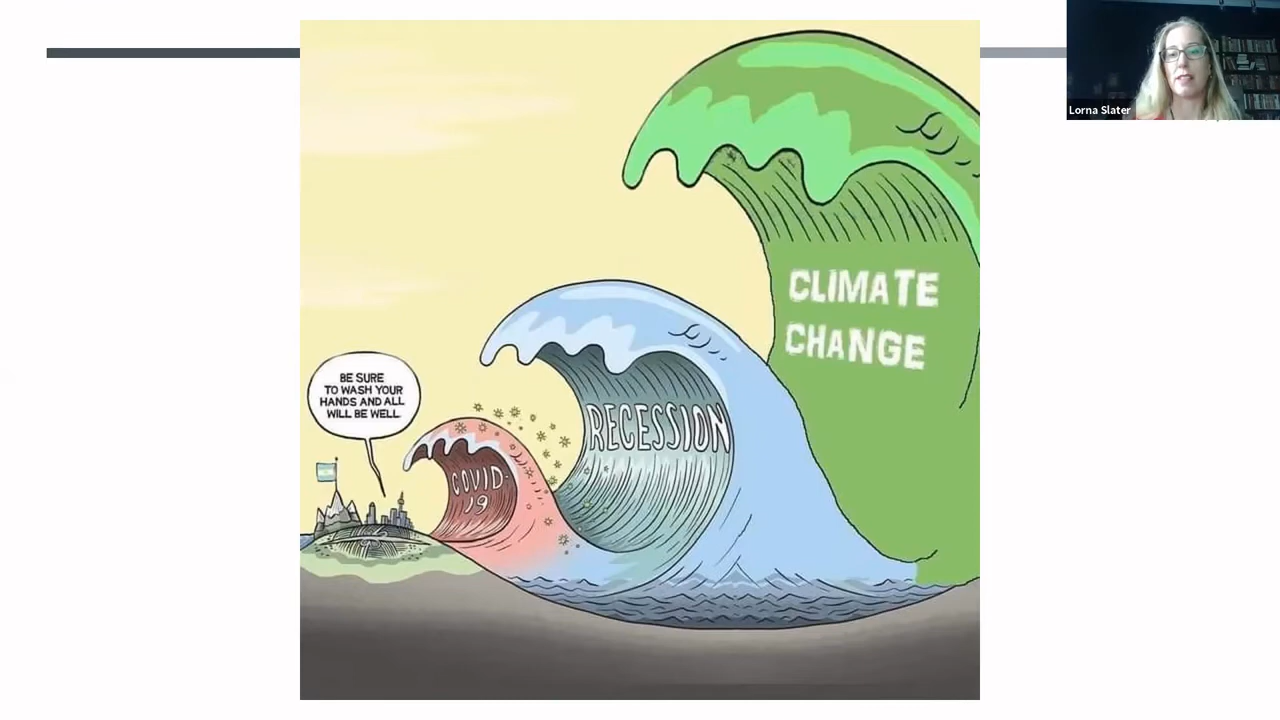 Lorna Slater
CLIMATE
CHANGE
BE SURE
TO WASH YOUR
HANDS AND ALL
WILL BE WELL.
RECESSION
COVID-
19